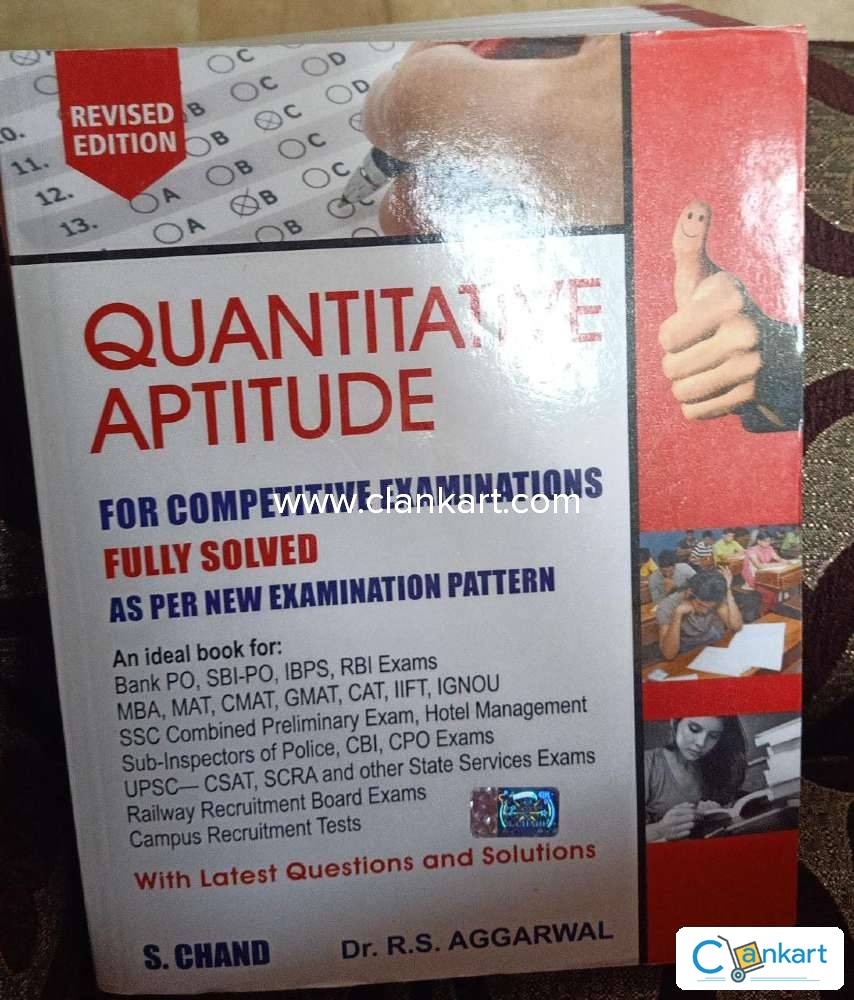 REVISED
EDITION
C
D
10.
B
C
D
11.
B
C
12.
A
B
C
13.
A
B
C
B
QUANTITATIVE
APTITUDE
FOR COMPETITIVE EXAMINATIONS
www.clankart.com
FULLY SOLVED
AS PER NEW EXAMINATION PATTERN
An ideal book for:
Bank PO, SBI-PO, IBPS, RBI Exams
MBA, MAT, CMAT, GMAT, CAT, IIFT, IGNOU
SSC Combined Preliminary Exam, Hotel Management
Sub-Inspectors of Police, CBI, CPO Exams
UPSC— CSAT, SCRA and other State Services Exams
Railway Recruitment Board Exams
Campus Recruitment Tests
With Latest Questions and Solutions
S. CHAND
Dr. R.S. AGGARWAL
Clankart